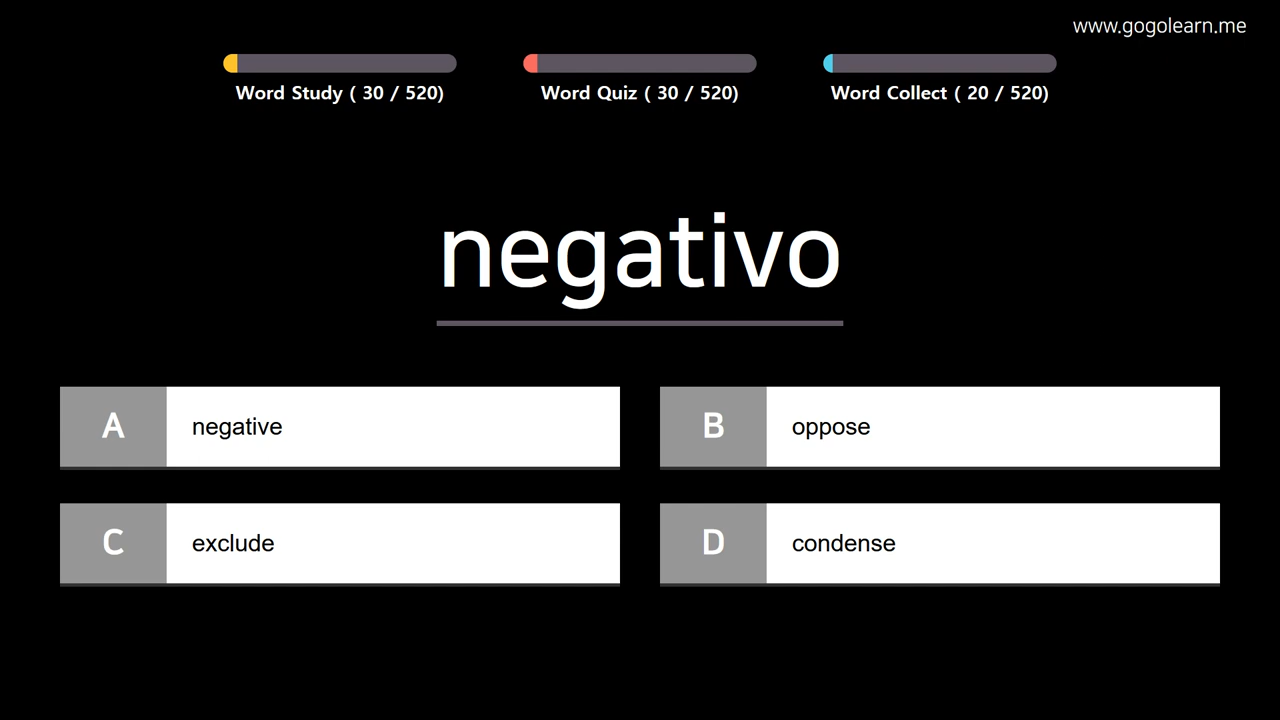 www.gogolearn.me
Word Study ( 30 / 520)
Word Quiz ( 30 / 520)
Word Collect ( 20 / 520)
negativo
A negative
B oppose
C exclude
D condense